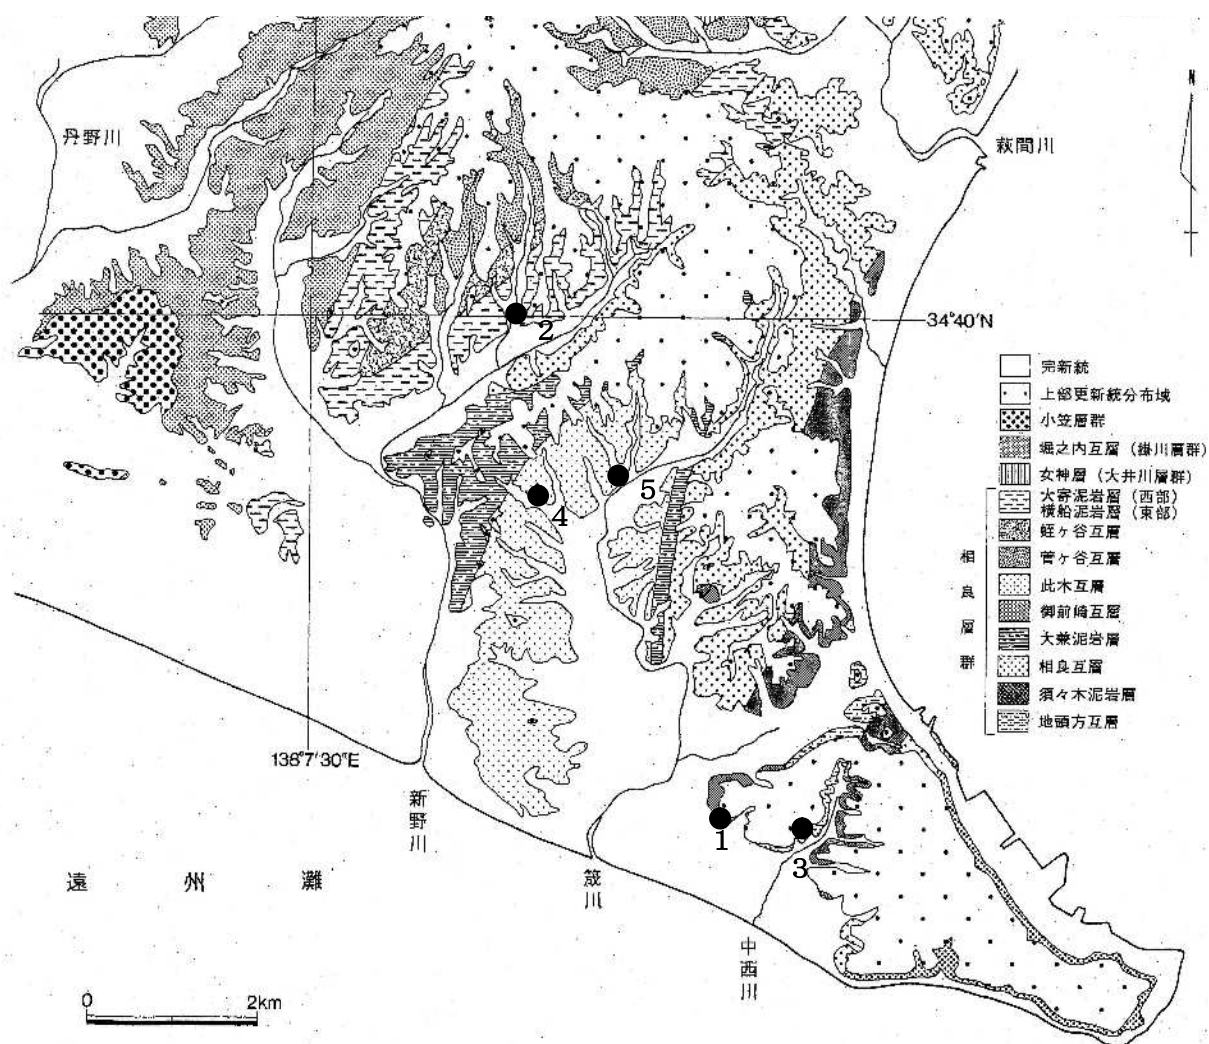 N
丹野川
萩間川
34°40′N
2
5
4
完新統
上部更新統分布域
小笠層群
堀之内互層（掛川層群）
女神層（大井川層群）
大寄泥岩層（西部）
横船泥岩層（東部）
蛭ヶ谷互層
菅ヶ谷互層
此木互層
御前崎互層
大兼泥岩層
相良互層
須々木泥岩層
地頭方互層
相良層群
138°7′30″E
新野川
筬川
中西川
1
3
遠州灘
0 2km